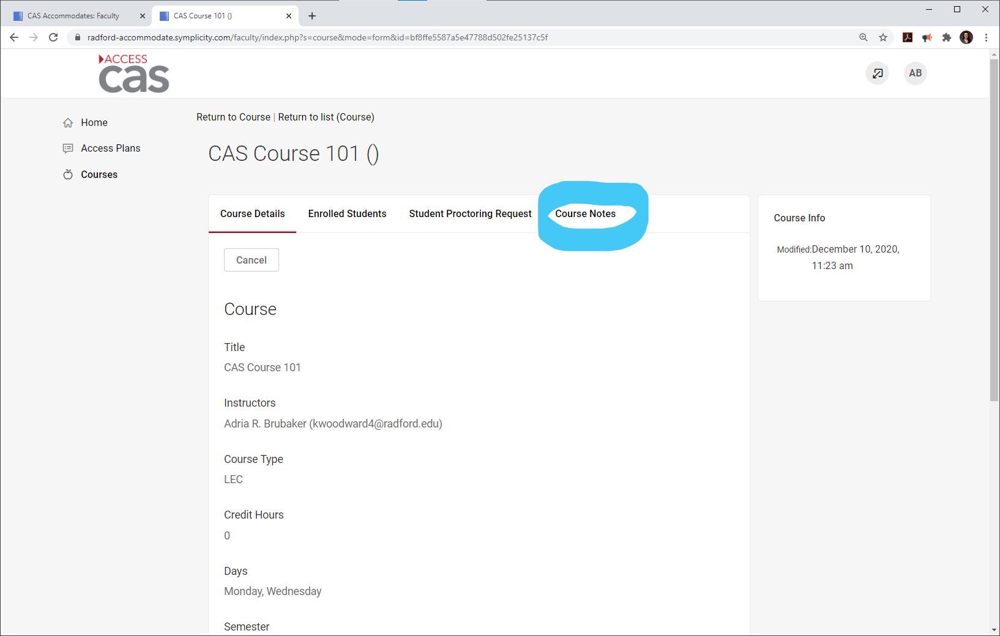 CAS Accommodates: Faculty
CAS Course 101 ()
radford-accommodate.symplicity.com/faculty/index.php?s=course&mode=form&id=bf8ffe5587a5e47788d502fe25137c5f
ACCESS
cas
AB
Home
Access Plans
Courses
Return to Course | Return to list (Course)
CAS Course 101 ()
Course Details Enrolled Students Student Proctoring Request Course Notes
Cancel
Course
Title
CAS Course 101
Instructors
Adria R. Brubaker (kwoodward4@radford.edu)
Course Type
LEC
Credit Hours
0
Days
Monday, Wednesday
Semester
Course Info
Modified:December 10, 2020,
11:23 am